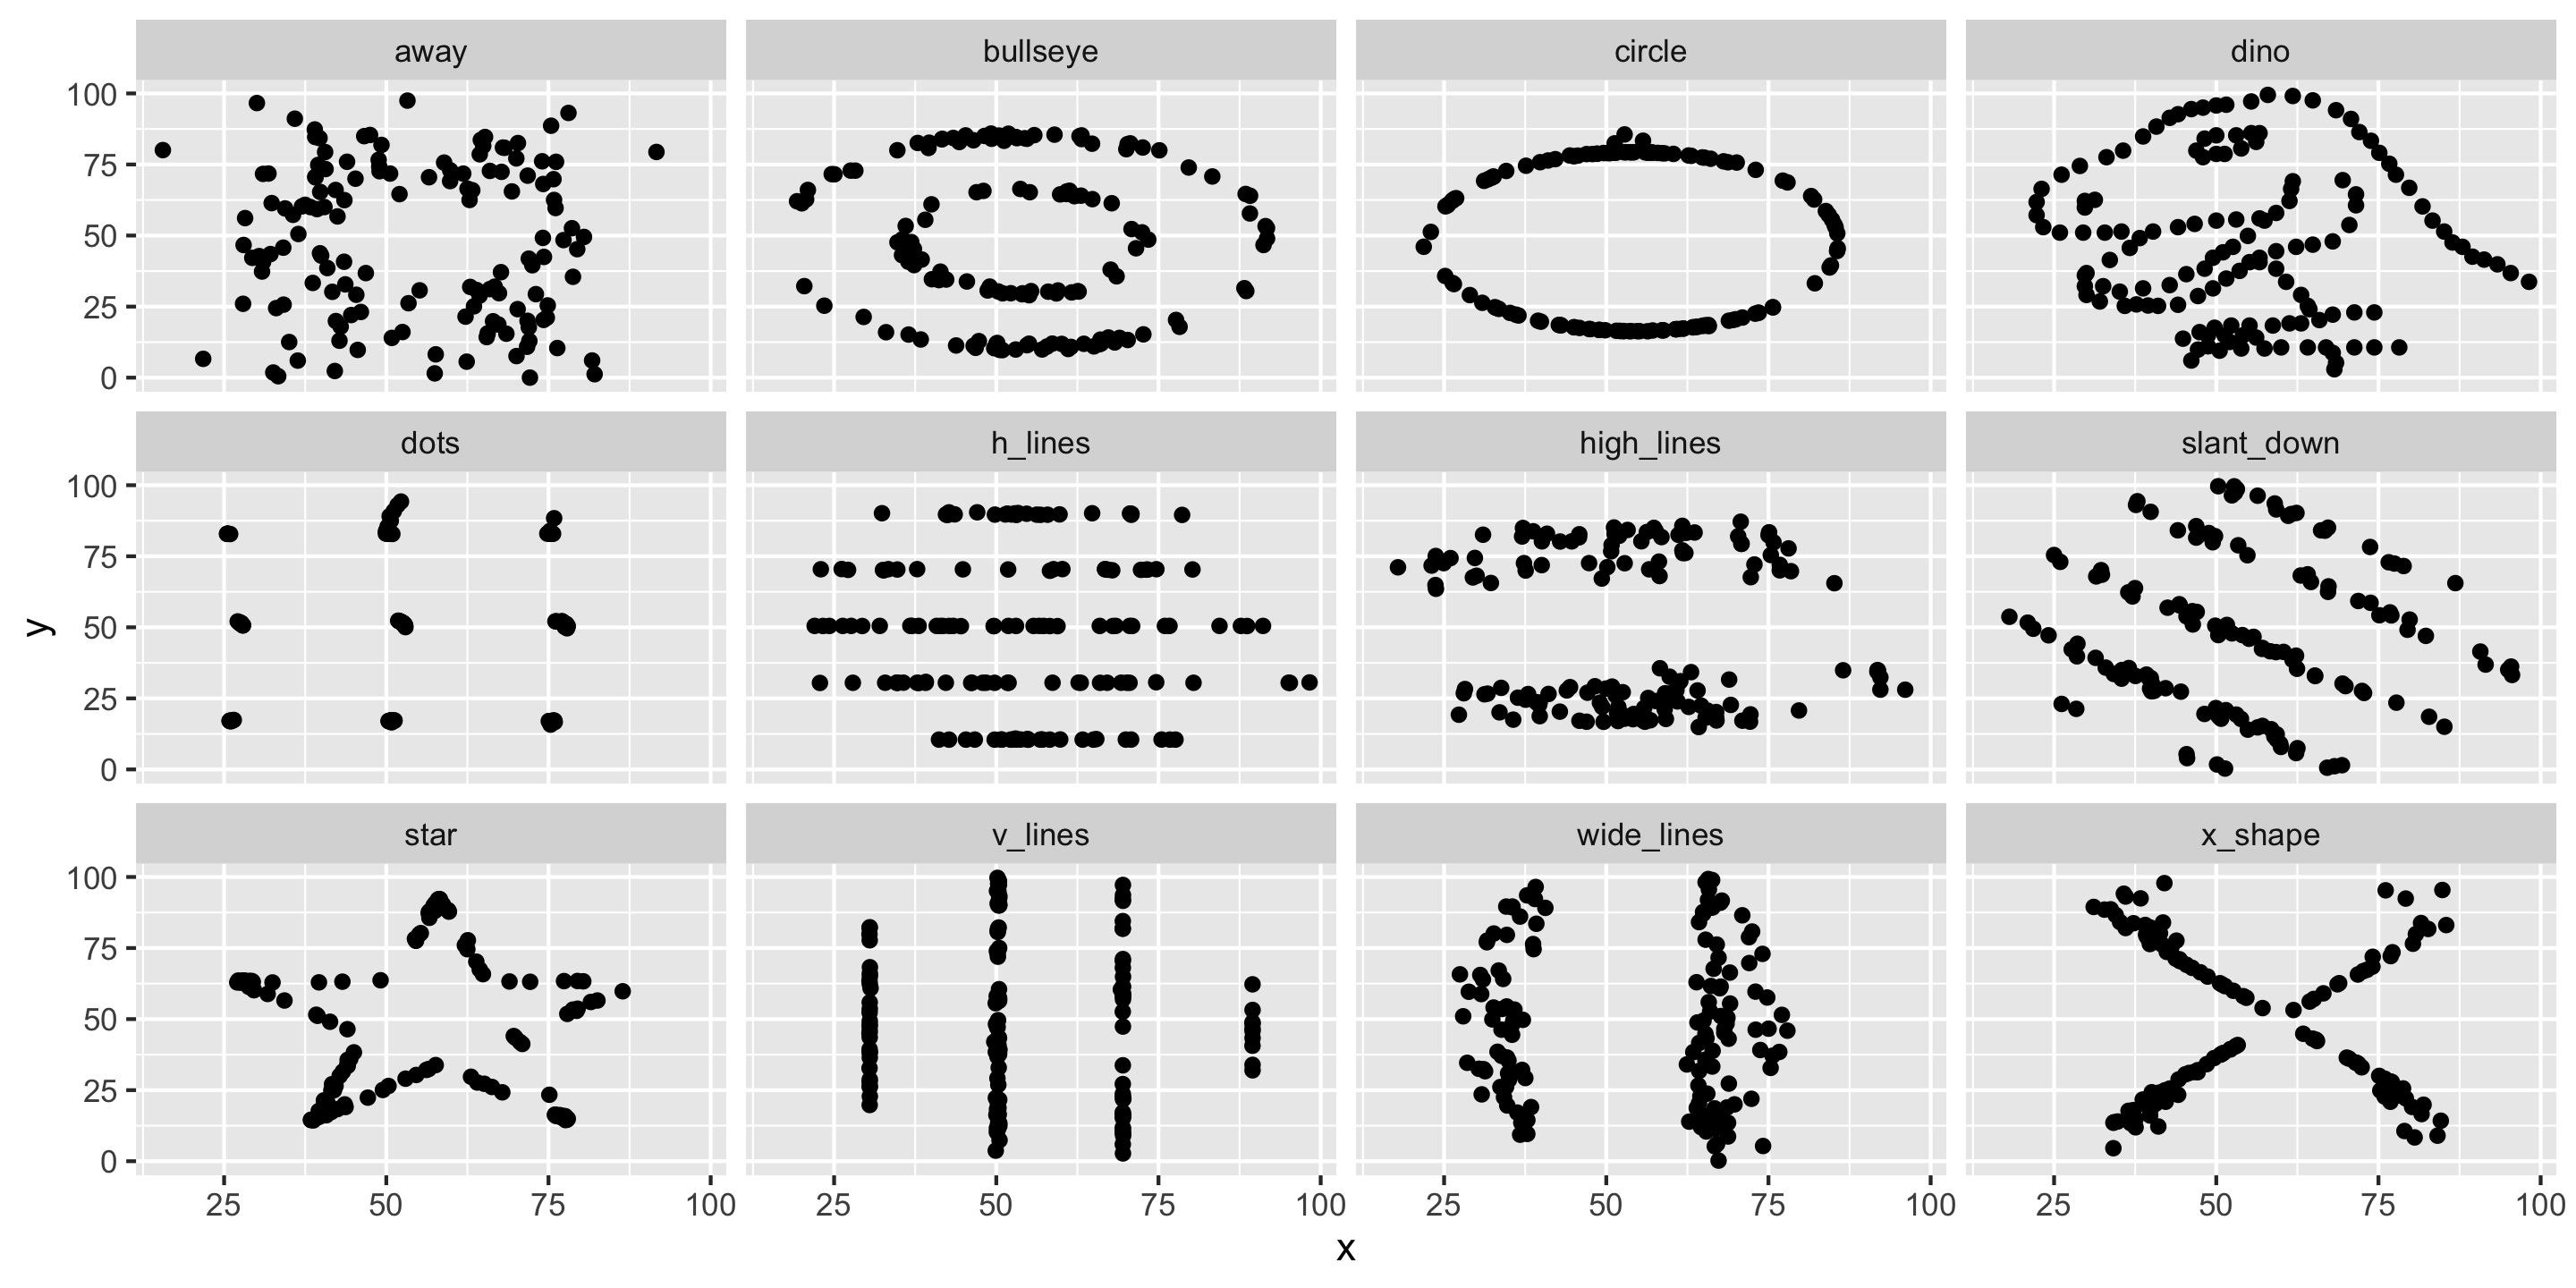 away bullseye circle dino
100
75
50
25
0
dots h_lines high_lines slant_down
100
75
50
25
0
y
star v_lines wide_lines x_shape
100
75
50
25
0
25 50 75 100 25 50 75 100 25 50 75 100 25 50 75 100
x